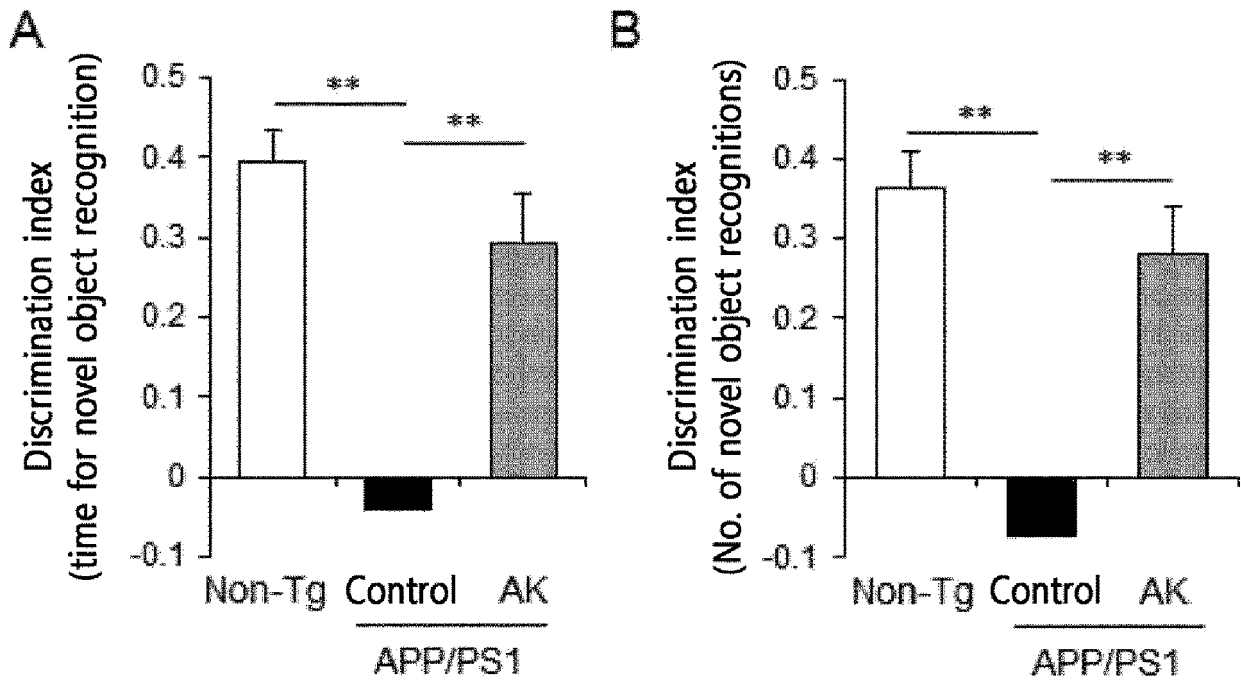 A
Discrimination index
(time for novel object recognition)
0.5
0.4
0.3
0.2
0.1
0
-0.1
**
**
Non-Tg Control AK
APP/PS1
B
Discrimination index
(No. of novel object recognitions)
0.5
0.4
0.3
0.2
0.1
0
-0.1
**
**
Non-Tg Control AK
APP/PS1